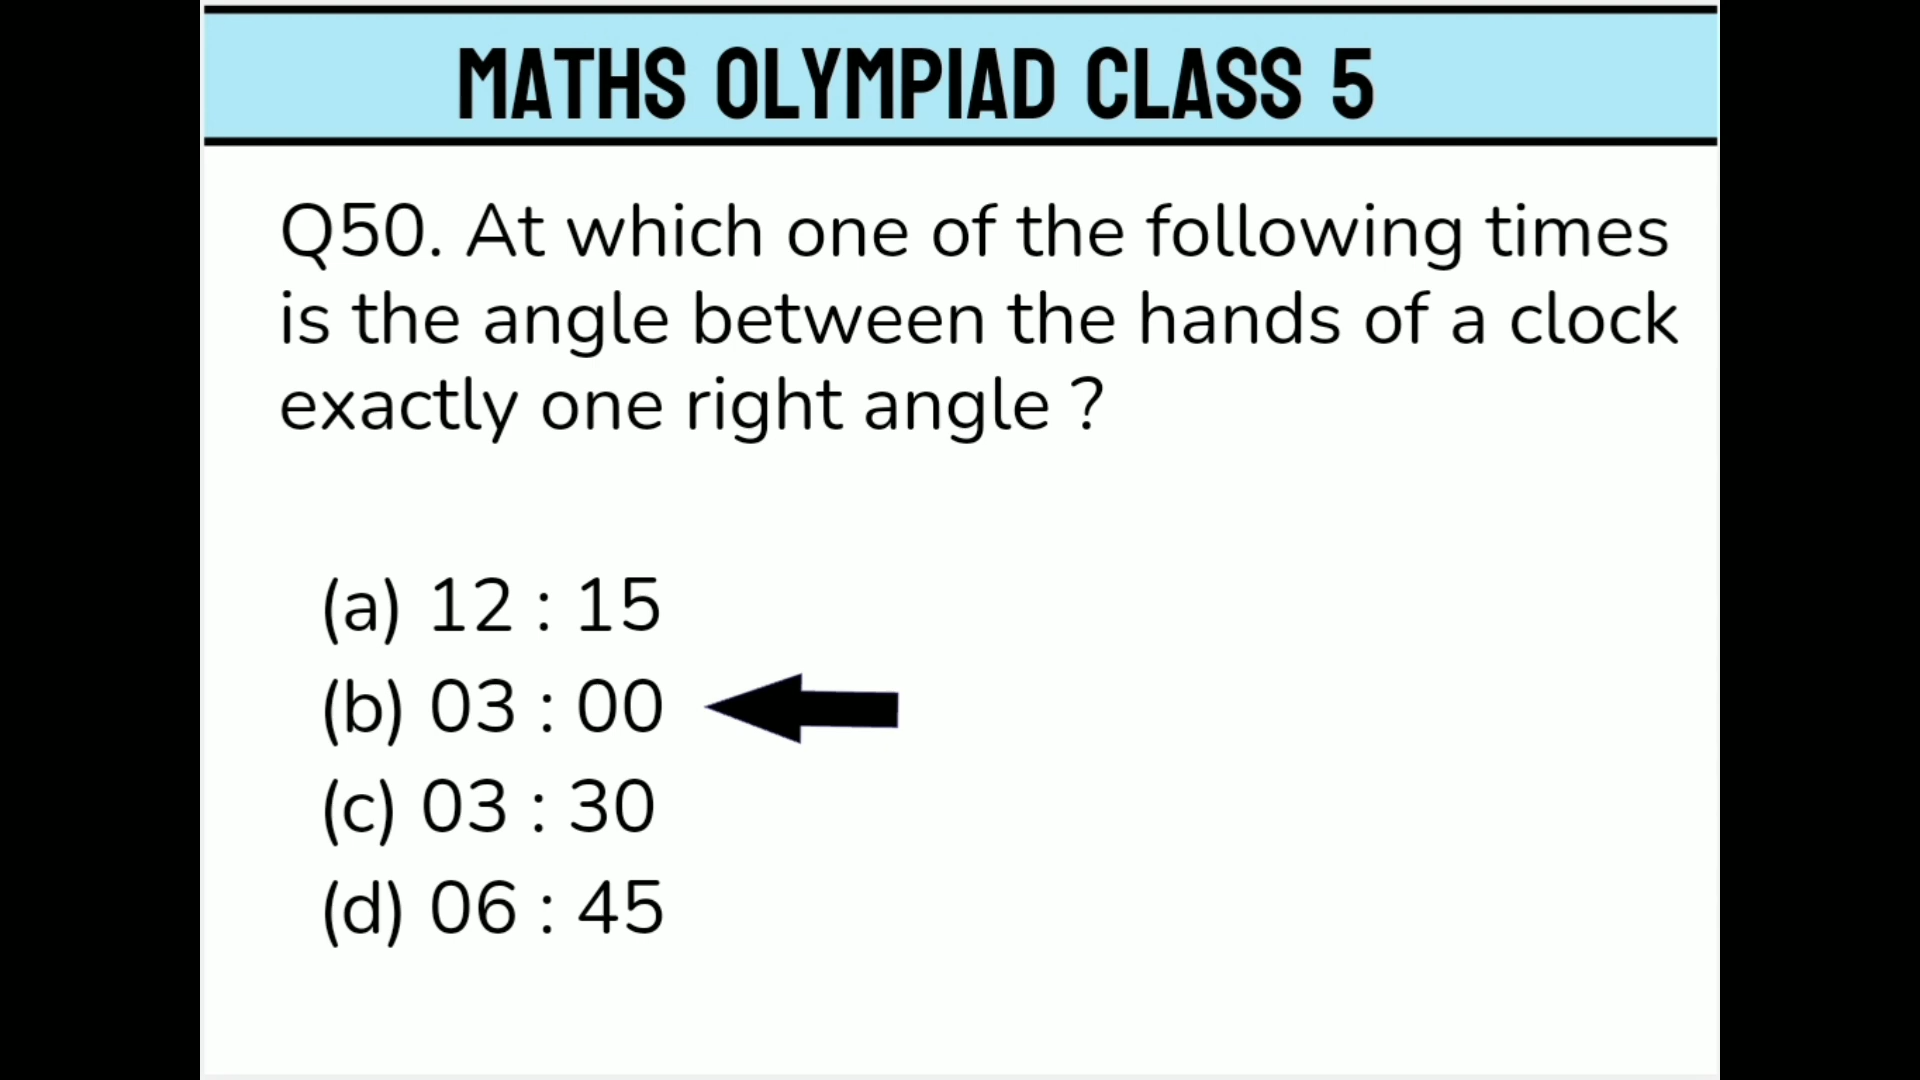 MATHS OLYMPIAD CLASS 5
Q50. At which one of the following times
is the angle between the hands of a clock
exactly one right angle ?
(a) 12 : 15
(b) 03 : 00
(c) 03 : 30
(d) 06 : 45